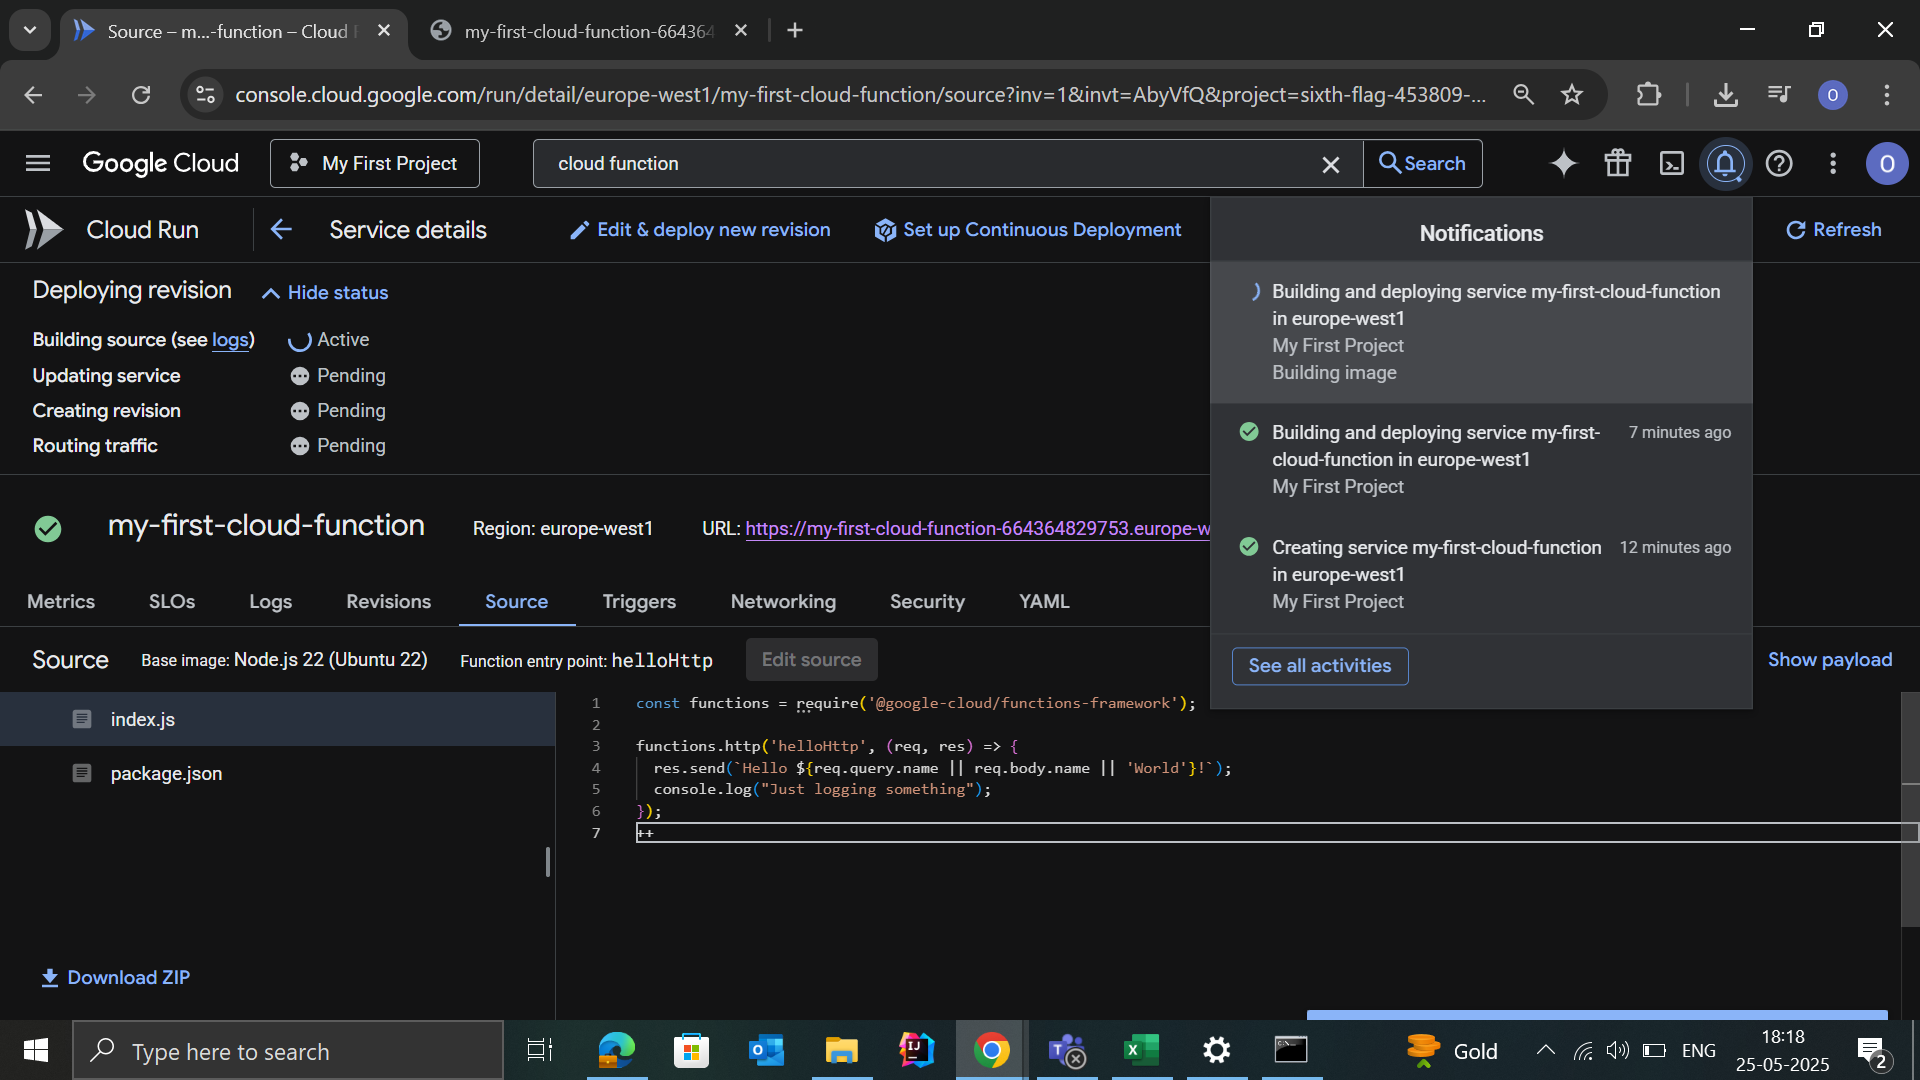 Source – m...-function – Cloud
my-first-cloud-function-664364
console.cloud.google.com/run/detail/europe-west1/my-first-cloud-function/source?inv=1&invt=AbyVfQ&project=sixth-flag-453809-...
O
Google Cloud
My First Project
cloud function
Search
O
Cloud Run
Service details
Edit & deploy new revision
Set up Continuous Deployment
Refresh
Deploying revision
Hide status
Building source (see logs)
Active
Updating service
Pending
Creating revision
Pending
Routing traffic
Pending
Notifications
Building and deploying service my-first-cloud-function
in europe-west1
My First Project
Building image
Building and deploying service my-first-
7 minutes ago
cloud-function in europe-west1
My First Project
Creating service my-first-cloud-function
12 minutes ago
in europe-west1
My First Project
See all activities
my-first-cloud-function
Region: europe-west1
URL: https://my-first-cloud-function-664364829753.europe-w
Metrics
SLOs
Logs
Revisions
Source
Triggers
Networking
Security
YAML
Source
Base image: Node.js 22 (Ubuntu 22)
Function entry point: helloHttp
Edit source
Show payload
index.js
package.json
Download ZIP
1 const functions = require('@google-cloud/functions-framework');
2
3 functions.http('helloHttp', (req, res) => {
4 res.send(`Hello ${req.query.name || req.body.name || 'World'}!`);
5 console.log("Just logging something");
6 });
7 ++
Type here to search
Gold
ENG
18:18
25-05-2025
2